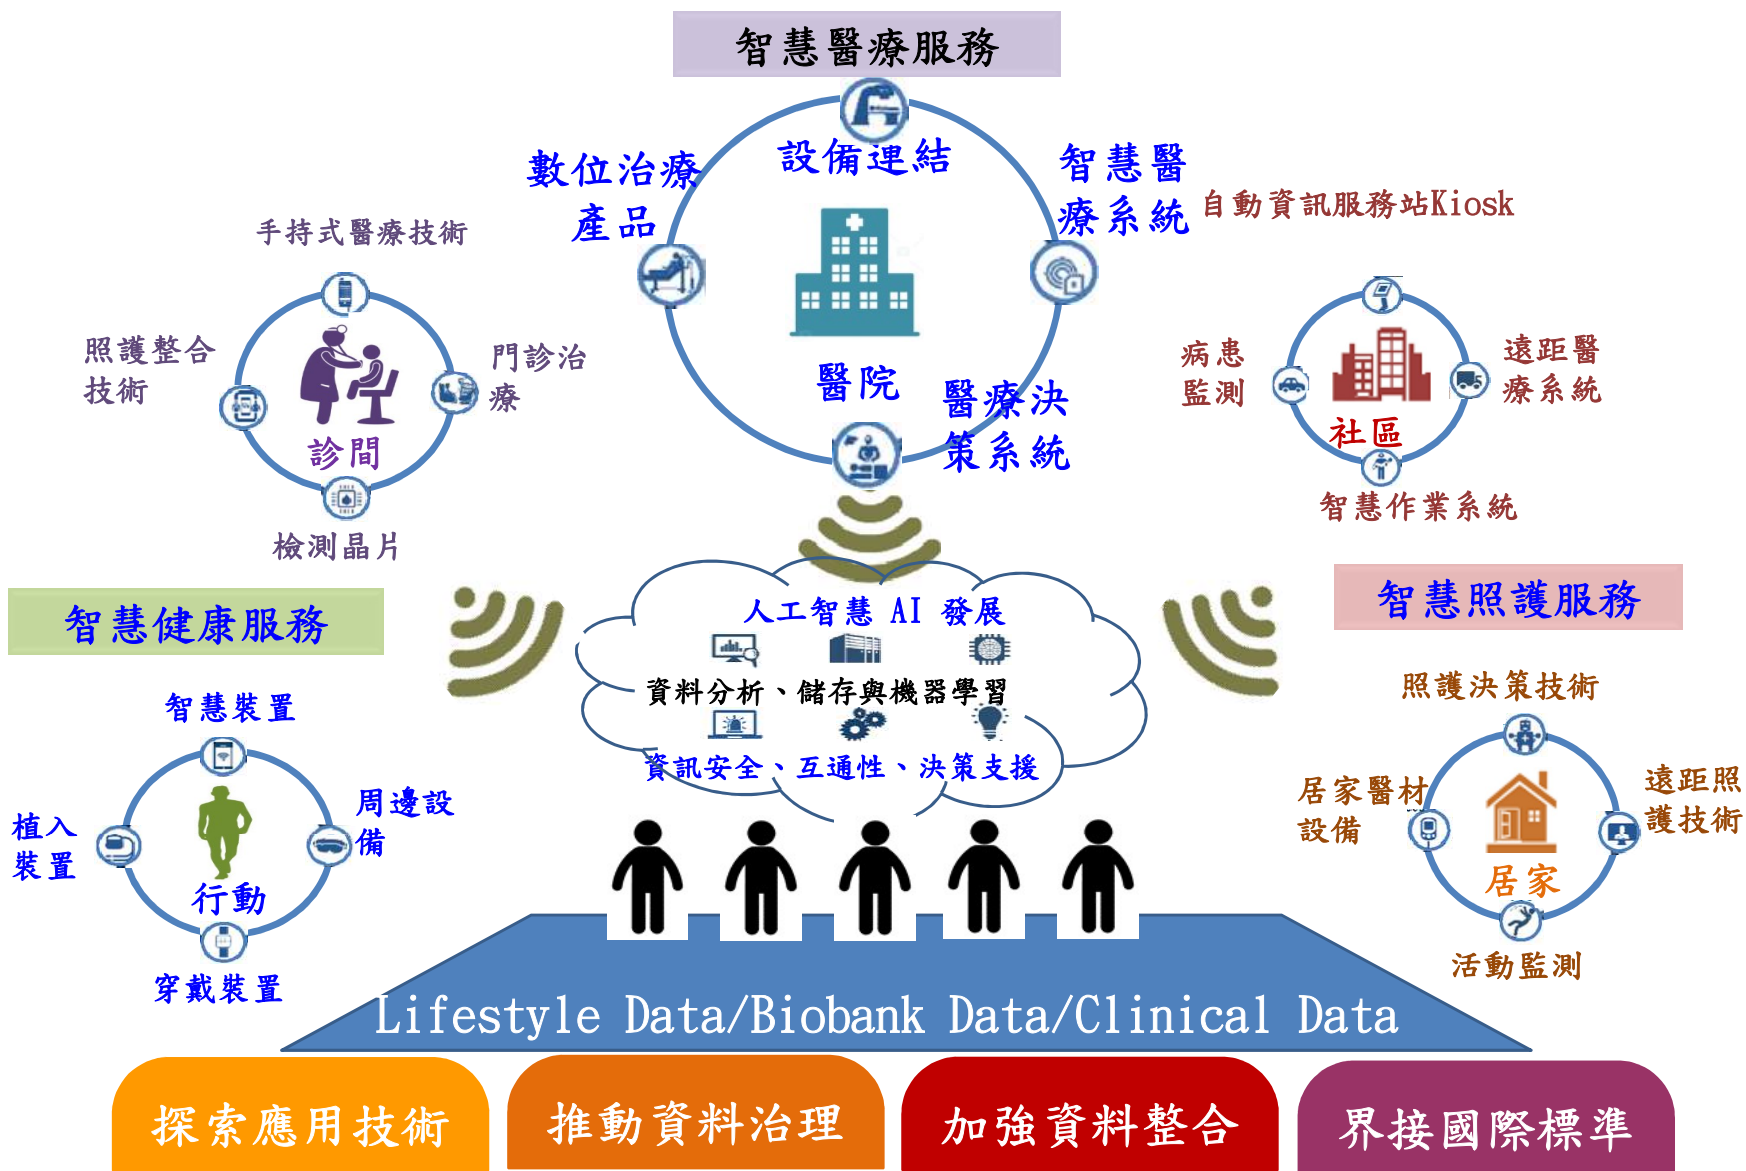 智慧醫療服務
設備連結
數位治療
產品
智慧醫
療系統
醫院
醫療決
策系統
手持式醫療技術
照護整合
技術
門診治
療
診間
檢測晶片
自動資訊服務站Kiosk
病患
監測
遠距醫
療系統
社區
智慧作業系統
智慧健康服務
智慧裝置
植入
裝置
周邊設
備
行動
穿戴裝置
人工智慧 AI 發展
資料分析、儲存與機器學習
資訊安全、互通性、決策支援
智慧照護服務
照護決策技術
居家醫材
設備
遠距照
護技術
居家
活動監測
Lifestyle Data/Biobank Data/Clinical Data
探索應用技術
推動資料治理
加強資料整合
界接國際標準